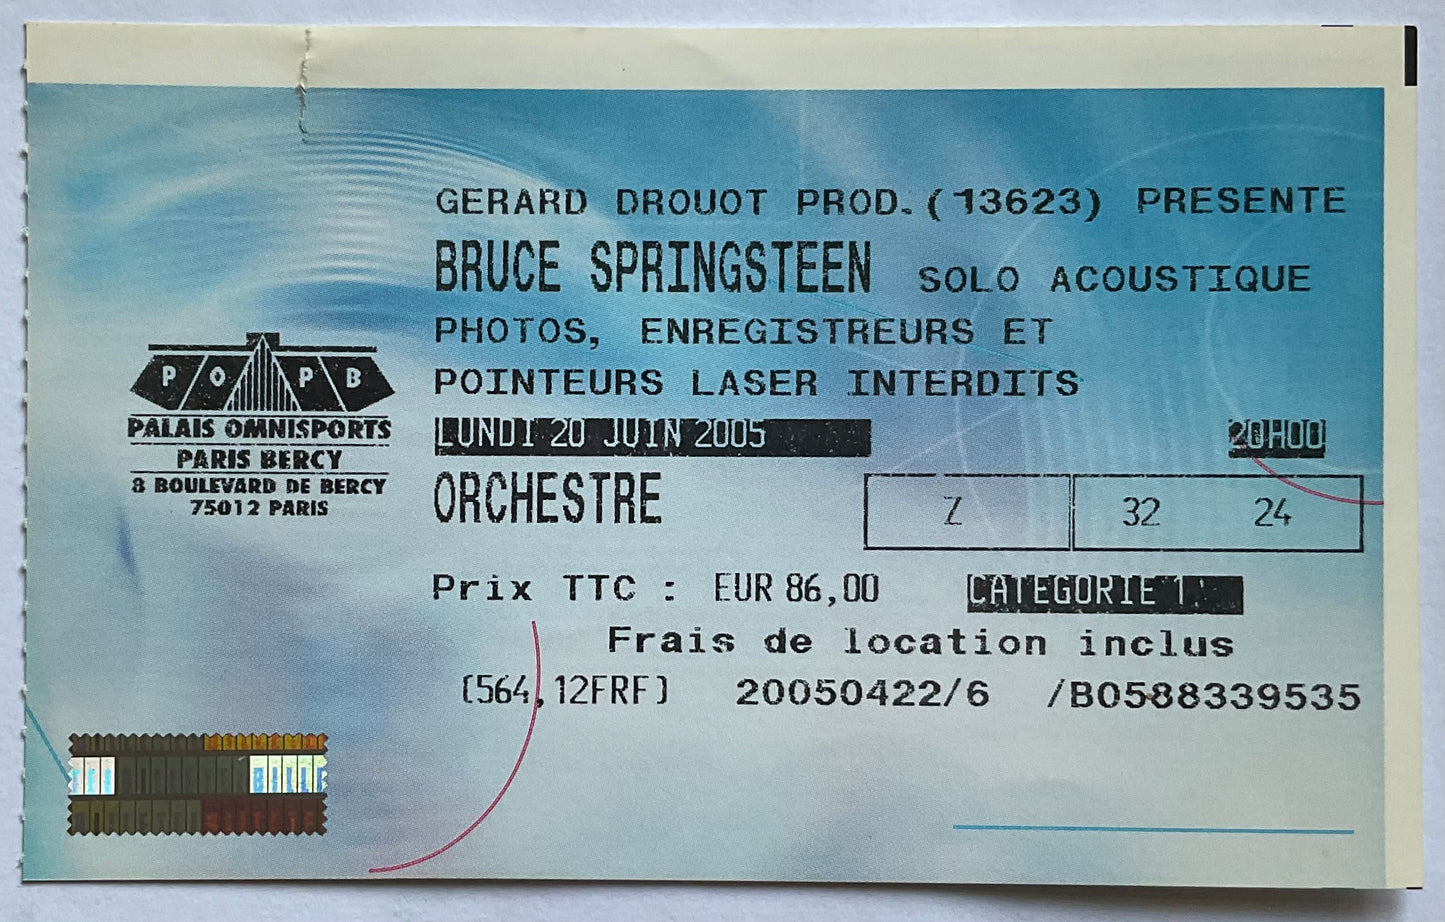 GERARD DROUOT PROD.(13623) PRESENTE
BRUCE SPRINGSTEEN SOLO ACOUSTIQUE
PHOTOS, ENREGISTREURS ET
POINTEURS LASER INTERDITS
LUNDI 20 JUIN 2005 20H00
ORCHESTRE Z 32 24
Prix TTC : EUR 86,00 CATEGORIE 1
Frais de location inclus
(564,12FRF) 20050422/6 /B0588339535
P O P B
PALAIS OMNISPORTS
PARIS BERCY
8 BOULEVARD DE BERCY
75012 PARIS